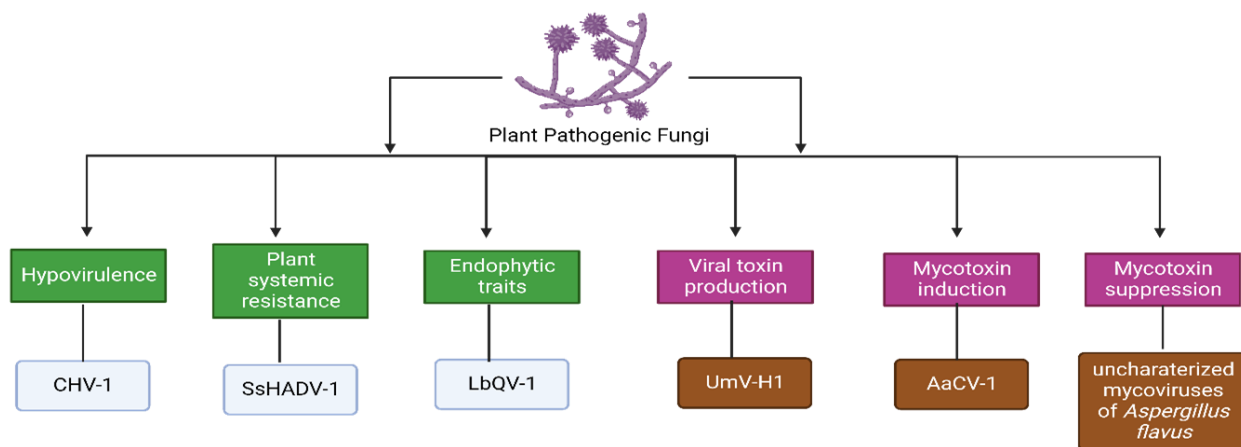 Plant Pathogenic Fungi
Hypovirulence
Plant
systemic
resistance
Endophytic
traits
Viral toxin
production
Mycotoxin
induction
Mycotoxin
suppression
CHV-1
SsHADV-1
LbQV-1
UmV-H1
AaCV-1
uncharaterized
mycoviruses
of Aspergillus
flavus